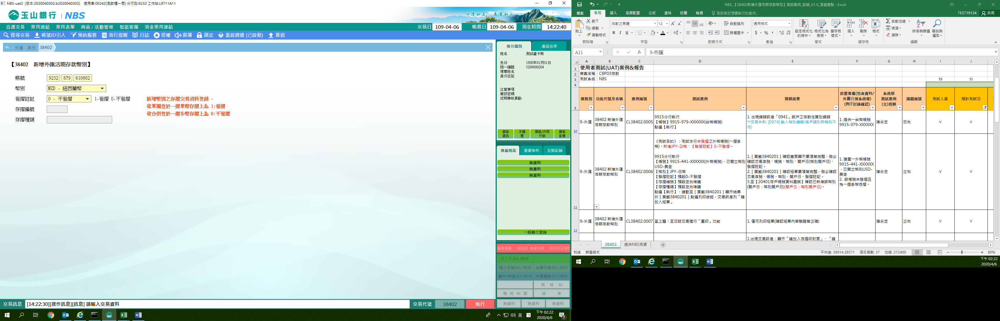 NBS-uat2 (版本:2020040302.b2020040302) 使用者:00242(測試櫃一辰) 分行別:9232 工作站:L9711A11
玉山銀行 | NBS
心清如玉, 義重如山
自選交易 常用連結 常用表單 商品 / 活動管理 智能客服 消金常用連結 交易日 109-04-06 帳務日 109-04-06 現在時間 14:22:40
搜尋交易 帳號ID引入 預約服務 蒞行提醒 日誌 授權 廣播 鎖定 重啟週邊 (已啟動) 簽退
外匯 其他 38402
【38402 新增外匯活期存款幣別】
帳號 9232 879 610882
幣別 NZD - 紐西蘭幣
發摺註記 0 - 不發摺 1-發摺 0-不發摺
存摺編號
存摺種類
新增幣別之存摺交易資料登錄 -
欲單獨登於一摺單幣存摺上為 1:發摺
欲合併登於一摺多幣存摺上為 0:不發摺
身分識別 產品往來
姓名 測試盧卡斯
生日 1990年01月01日
統一編號 C299000204
理專姓名
身分註記
注意事項
簡訊密碼
近期事故異動
顧客資訊 手續費 通路/共同行銷 顧客影像
推薦商品 重要事件 互動記錄
無資料
無資料
無資料
一般轉介登錄
服務號碼: 0000 等候時間: 00分00秒
VIP:0人 00分
個人交易:0人 00分 企業交易:0人 00分
開戶/申請:0人 00分 外匯業務:0人 00分
再 呼 叫
預 約 叫 號 結 束
無資料 無資料 無資料
交易訊息 [14:22:30][操作訊息][訊息] 請輸入交易資料 交易代號 38402 執行
英
下午 02:22
2020/4/6
3
NBS_【38402新增外匯活期存款幣別】測試案例_前端_V1.0_測資盤點 - Excel
檔案 常用 插入 版面配置 公式 資料 校閱 檢視 告訴我您想要執行的動作... TEST19134 共用
貼上 剪下 複製 複製格式 剪貼簿
微軟正黑體 12 B I U 字型
自動換列 跨欄置中 對齊方式
通用格式 $ % 數值
設定格式化的條件 格式化為表格 儲存格樣式 樣式
插入 刪除 格式 儲存格
自動加總 填滿 清除 排序與篩選 尋找與選取 編輯
A11 fx 9-外匯
A B C D E F G H I J
1 使用者測試(UAT)案例&報告
2 專案名稱：CBP03存款
3 測試系統：NBS 53 31
4
5 業務別 功能代號及名稱 案例編號 測試案例 預期結果 前置準備(包含資料/外圍介接系統等)(與IT討論確認) 系統部測試案例(主)經辦 議題編號 測試人員 預計測試日
10 9-外匯 38402 新增外匯活期存款幣別 CL38402.0005
9915分行執行
【帳號】9915-979-XXXXXX(台幣帳號)
點選【執行】
1. 出現錯誤訊息「0941」該戶之存款性質別錯誤
**交易失敗: [0974] 輸入幣別錯誤(帳戶類別與幣別不符)
1. 提供一台幣帳號
9915-979-XXXXXX
陳永芝 反向 V V
11 9-外匯 38402 新增外匯活期存款幣別 CL38402.0006
《測試目的》：測試本行未發摺之外幣帳號(一摺多幣)，新增JPY-日幣、【發摺註記】0-不發摺。
9915分行執行
【帳號】9915-441-XXXXXX(外幣帳號)，已開立幣別USD-美金
【幣別】JPY-日幣
【發摺註記】預設0-不發摺
【存摺編號】預設空白唯讀
【存摺種類】預設空白唯讀
點選【執行】，連動至 [ 頁籤3840201 ] 顯示結果
於 [ 頁籤3840201 ] 點選列印按鈕，交易訊息列「請放入短單」
1. [ 頁籤3840201 ] 確認畫面顯示要項皆完整，務必確認交易序號、帳號、幣別、開戶日(幣別開戶日)、發摺註記。
2. [ 頁籤3840201 ] 確認短單要項皆完整，務必確認交易序號、帳號、幣別、開戶日、發摺註記。
3.至【20401存戶帳號資料查詢】確認已新增該幣別(開戶日：幣別開戶日)(開戶日：幣別開戶日)。
1. 建置一外幣帳號
9915-441-XXXXXX
，已開立幣別USD-美金
2. 該帳號未發摺且為一摺多幣存摺。
陳永芝 正向 V V
12 9-外匯 38402 新增外匯活期存款幣別 CL38402.0007 呈上題，至日誌交易進行「重印」功能 1. 僅可列印短單(確認短單內容驗證皆正確) 陳永芝 正向 V V
1.出現交易訊息：顯示「請放入存摺印封面」、「請
38402 提供NBS測資
就緒 篩選模式 平均值: 38914.28571 項目個數: 37 加總: 272400 80%
下午 02:22
2020/4/6